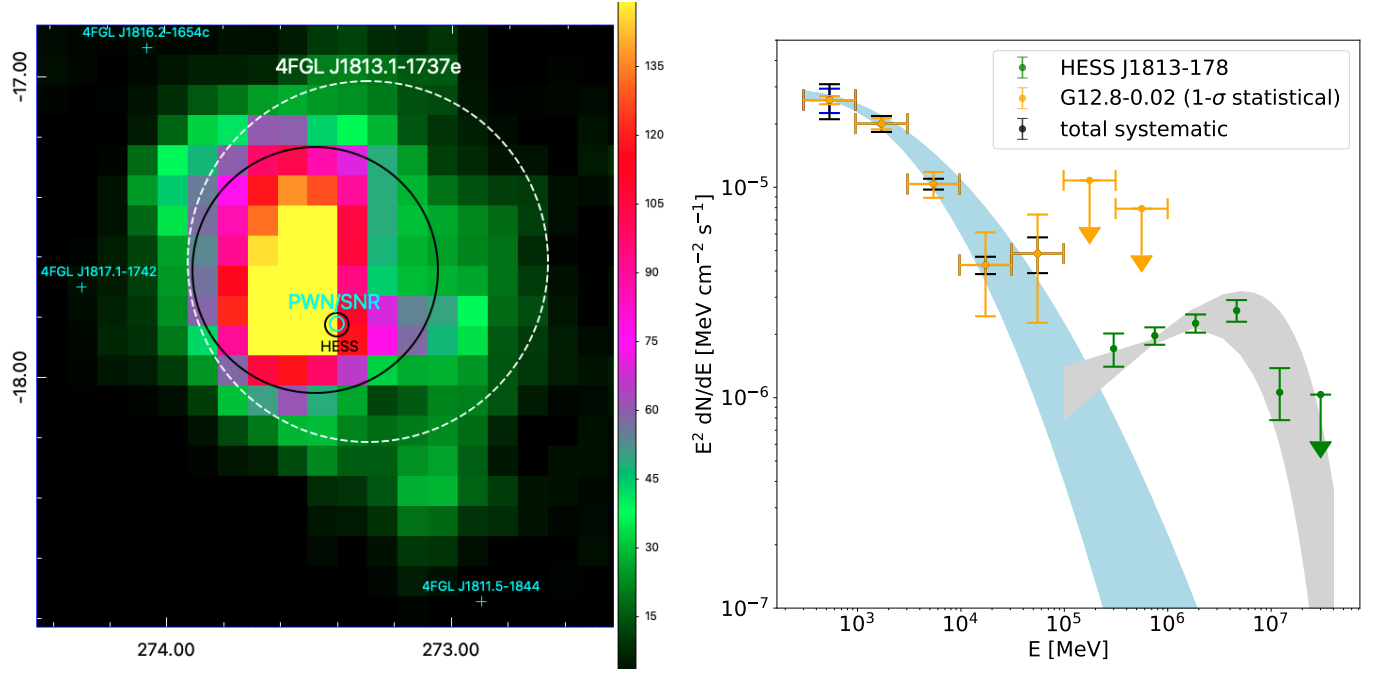 4FGL J1816.2-1654c
4FGL J1813.1-1737e
4FGL J1817.1-1742
PWN/SNR
HESS
4FGL J1811.5-1844
-17.00
-18.00
274.00
273.00
135
120
105
90
75
60
45
30
15
HESS J1813-178
G12.8-0.02 (1-σ statistical)
total systematic
E² dN/dE [MeV cm⁻² s⁻¹]
10⁻⁵
10⁻⁶
10⁻⁷
10³
10⁴
10⁵
10⁶
10⁷
E [MeV]